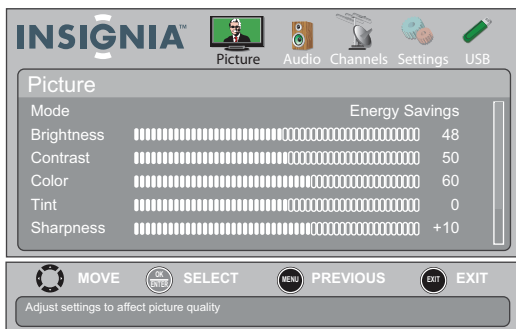 INSIGNIA™
Picture Audio Channels Settings USB
Picture
Mode Energy Savings
Brightness 48
Contrast 50
Color 60
Tint 0
Sharpness +10
MOVE OK ENTER SELECT MENU PREVIOUS EXIT EXIT
Adjust settings to affect picture quality